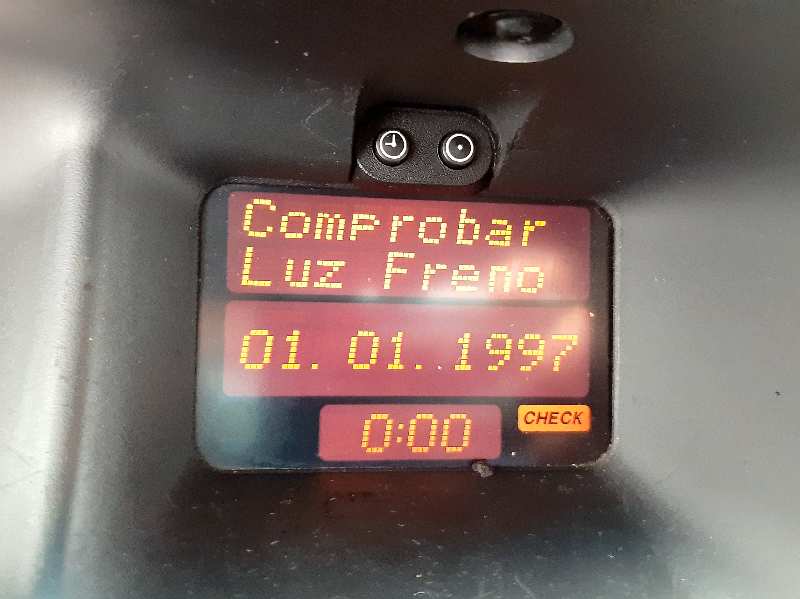 Comprobar
Luz Freno
01.01.1997
0:00
CHECK